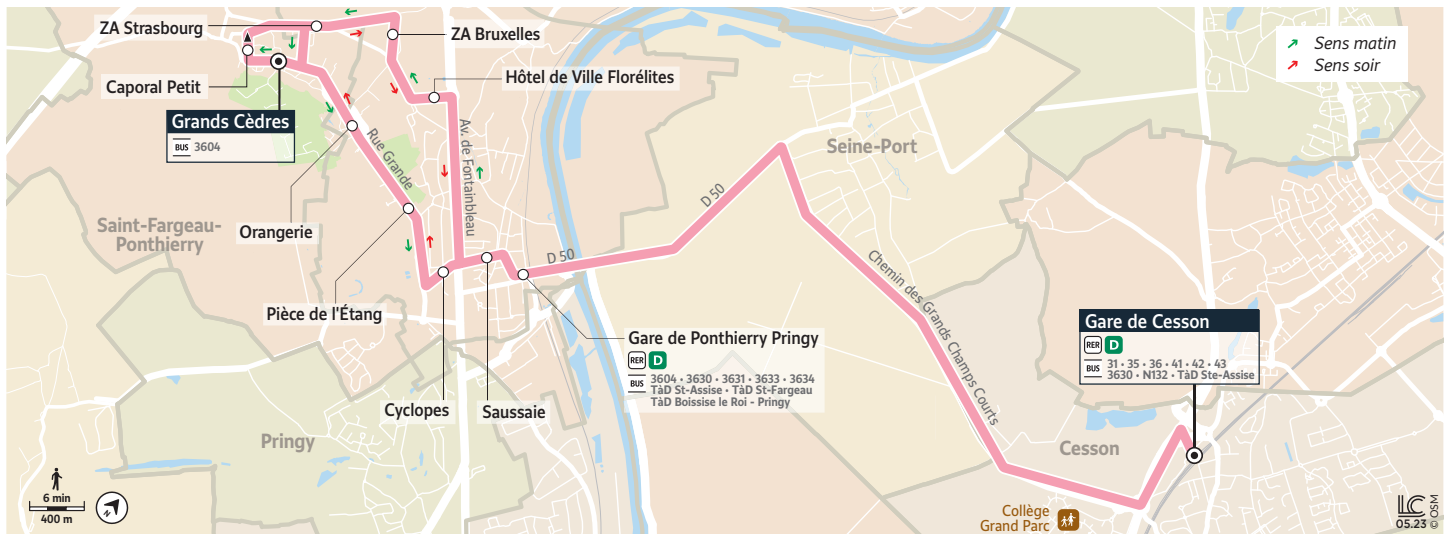 ZA Strasbourg
ZA Bruxelles
Sens matin
Sens soir
Caporal Petit
Hôtel de Ville Florélites
Grands Cèdres
BUS 3604
Rue Grande
Av. de Fontainbleau
Seine-Port
D 50
Saint-Fargeau-
Ponthierry
Orangerie
D 50
Chemin des Grands Champs Courts
Pièce de l'Étang
Gare de Cesson
RER D
BUS 31 • 35 • 36 • 41 • 42 • 43
3630 • N132 • TàD Ste-Assise
Gare de Ponthierry Pringy
RER D
BUS 3604 • 3630 • 3631 • 3633 • 3634
TàD St-Assise • TàD St-Fargeau
TàD Boissise le Roi - Pringy
Cyclopes
Saussaie
Pringy
Cesson
6 min
400 m
N
Collège
Grand Parc
LC
05.23 © OSM